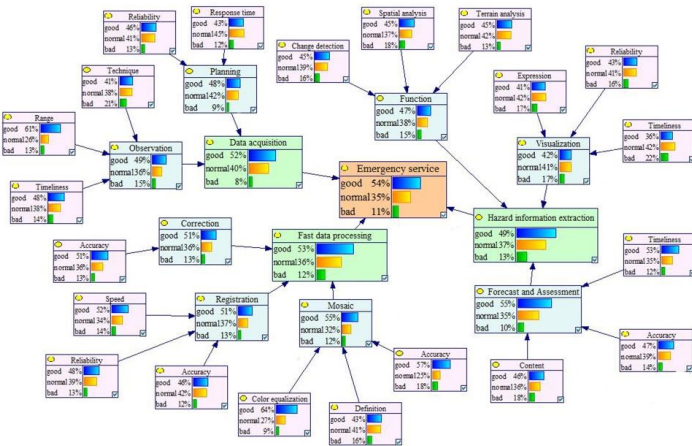 Reliability
good 46%
normal 41%
bad 13%
Response time
good 43%
normal 45%
bad 12%
Spatial analysis
good 45%
normal 37%
bad 18%
Terrain analysis
good 45%
normal 42%
bad 13%
Change detection
good 45%
normal 39%
bad 16%
Reliability
good 43%
normal 41%
bad 16%
Technique
good 41%
normal 38%
bad 21%
Planning
good 48%
normal 42%
bad 9%
Expression
good 41%
normal 42%
bad 17%
Function
good 47%
normal 38%
bad 15%
Range
good 61%
normal 26%
bad 13%
Timeliness
good 36%
normal 42%
bad 22%
Data acquisition
good 52%
normal 40%
bad 8%
Visualization
good 42%
normal 41%
bad 17%
Observation
good 49%
normal 36%
bad 15%
Emergency service
good 54%
normal 35%
bad 11%
Timeliness
good 48%
normal 38%
bad 14%
Hazard information extraction
good 49%
normal 37%
bad 13%
Correction
good 51%
normal 36%
bad 13%
Fast data processing
good 53%
normal 36%
bad 12%
Accuracy
good 51%
normal 36%
bad 13%
Timeliness
good 53%
normal 35%
bad 12%
Forecast and Assessment
good 55%
normal 35%
bad 10%
Speed
good 52%
normal 34%
bad 14%
Registration
good 51%
normal 37%
bad 13%
Mosaic
good 55%
normal 32%
bad 12%
Accuracy
good 47%
normal 39%
bad 14%
Reliability
good 48%
normal 39%
bad 13%
Accuracy
good 46%
normal 42%
bad 12%
Accuracy
good 57%
normal 25%
bad 18%
Content
good 46%
normal 36%
bad 18%
Color equalization
good 64%
normal 27%
bad 9%
Definition
good 43%
normal 41%
bad 16%